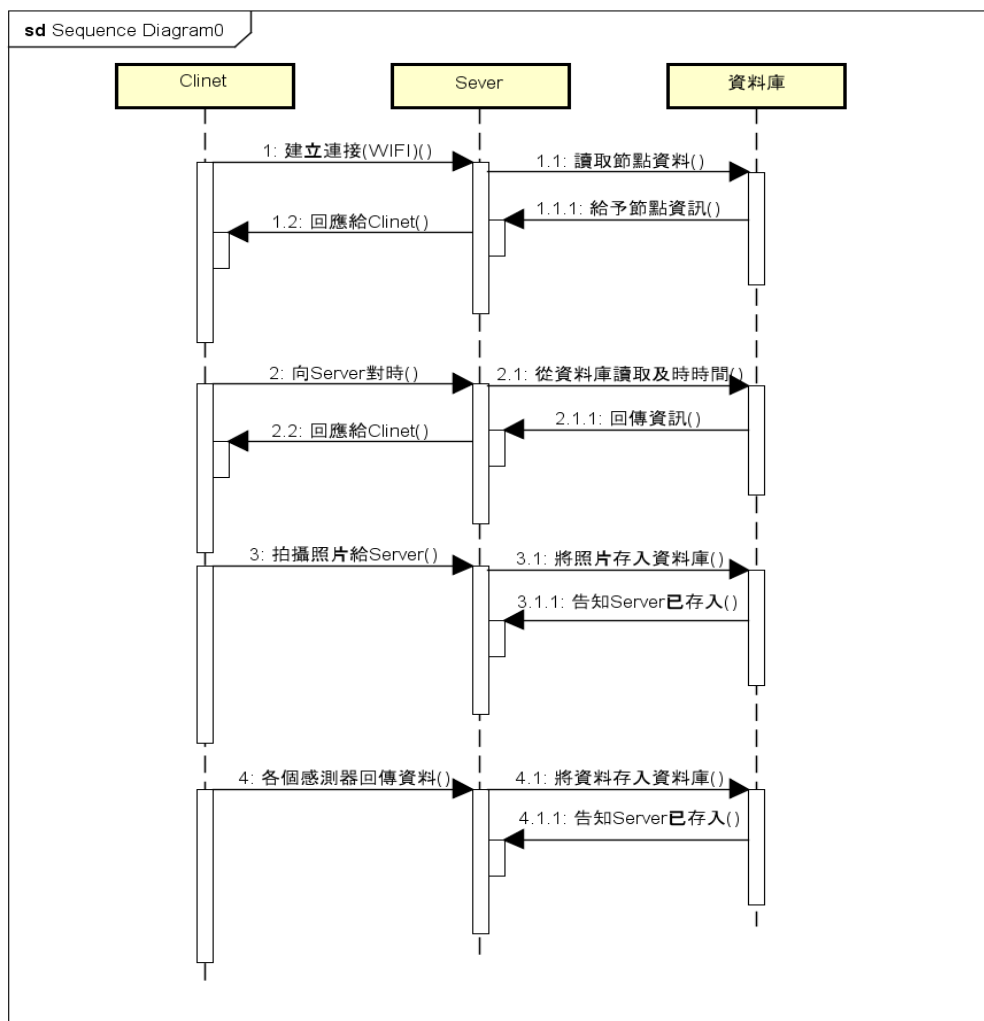 sd Sequence Diagram0
Clinet
Sever
資料庫
1: 建立連接(WIFI)()
1.1: 讀取節點資料()
1.1.1: 給予節點資訊()
1.2: 回應給Clinet()
2: 向Server對時()
2.1: 從資料庫讀取及時時間()
2.1.1: 回傳資訊()
2.2: 回應給Clinet()
3: 拍攝照片給Server()
3.1: 將照片存入資料庫()
3.1.1: 告知Server已存入()
4: 各個感測器回傳資料()
4.1: 將資料存入資料庫()
4.1.1: 告知Server已存入()